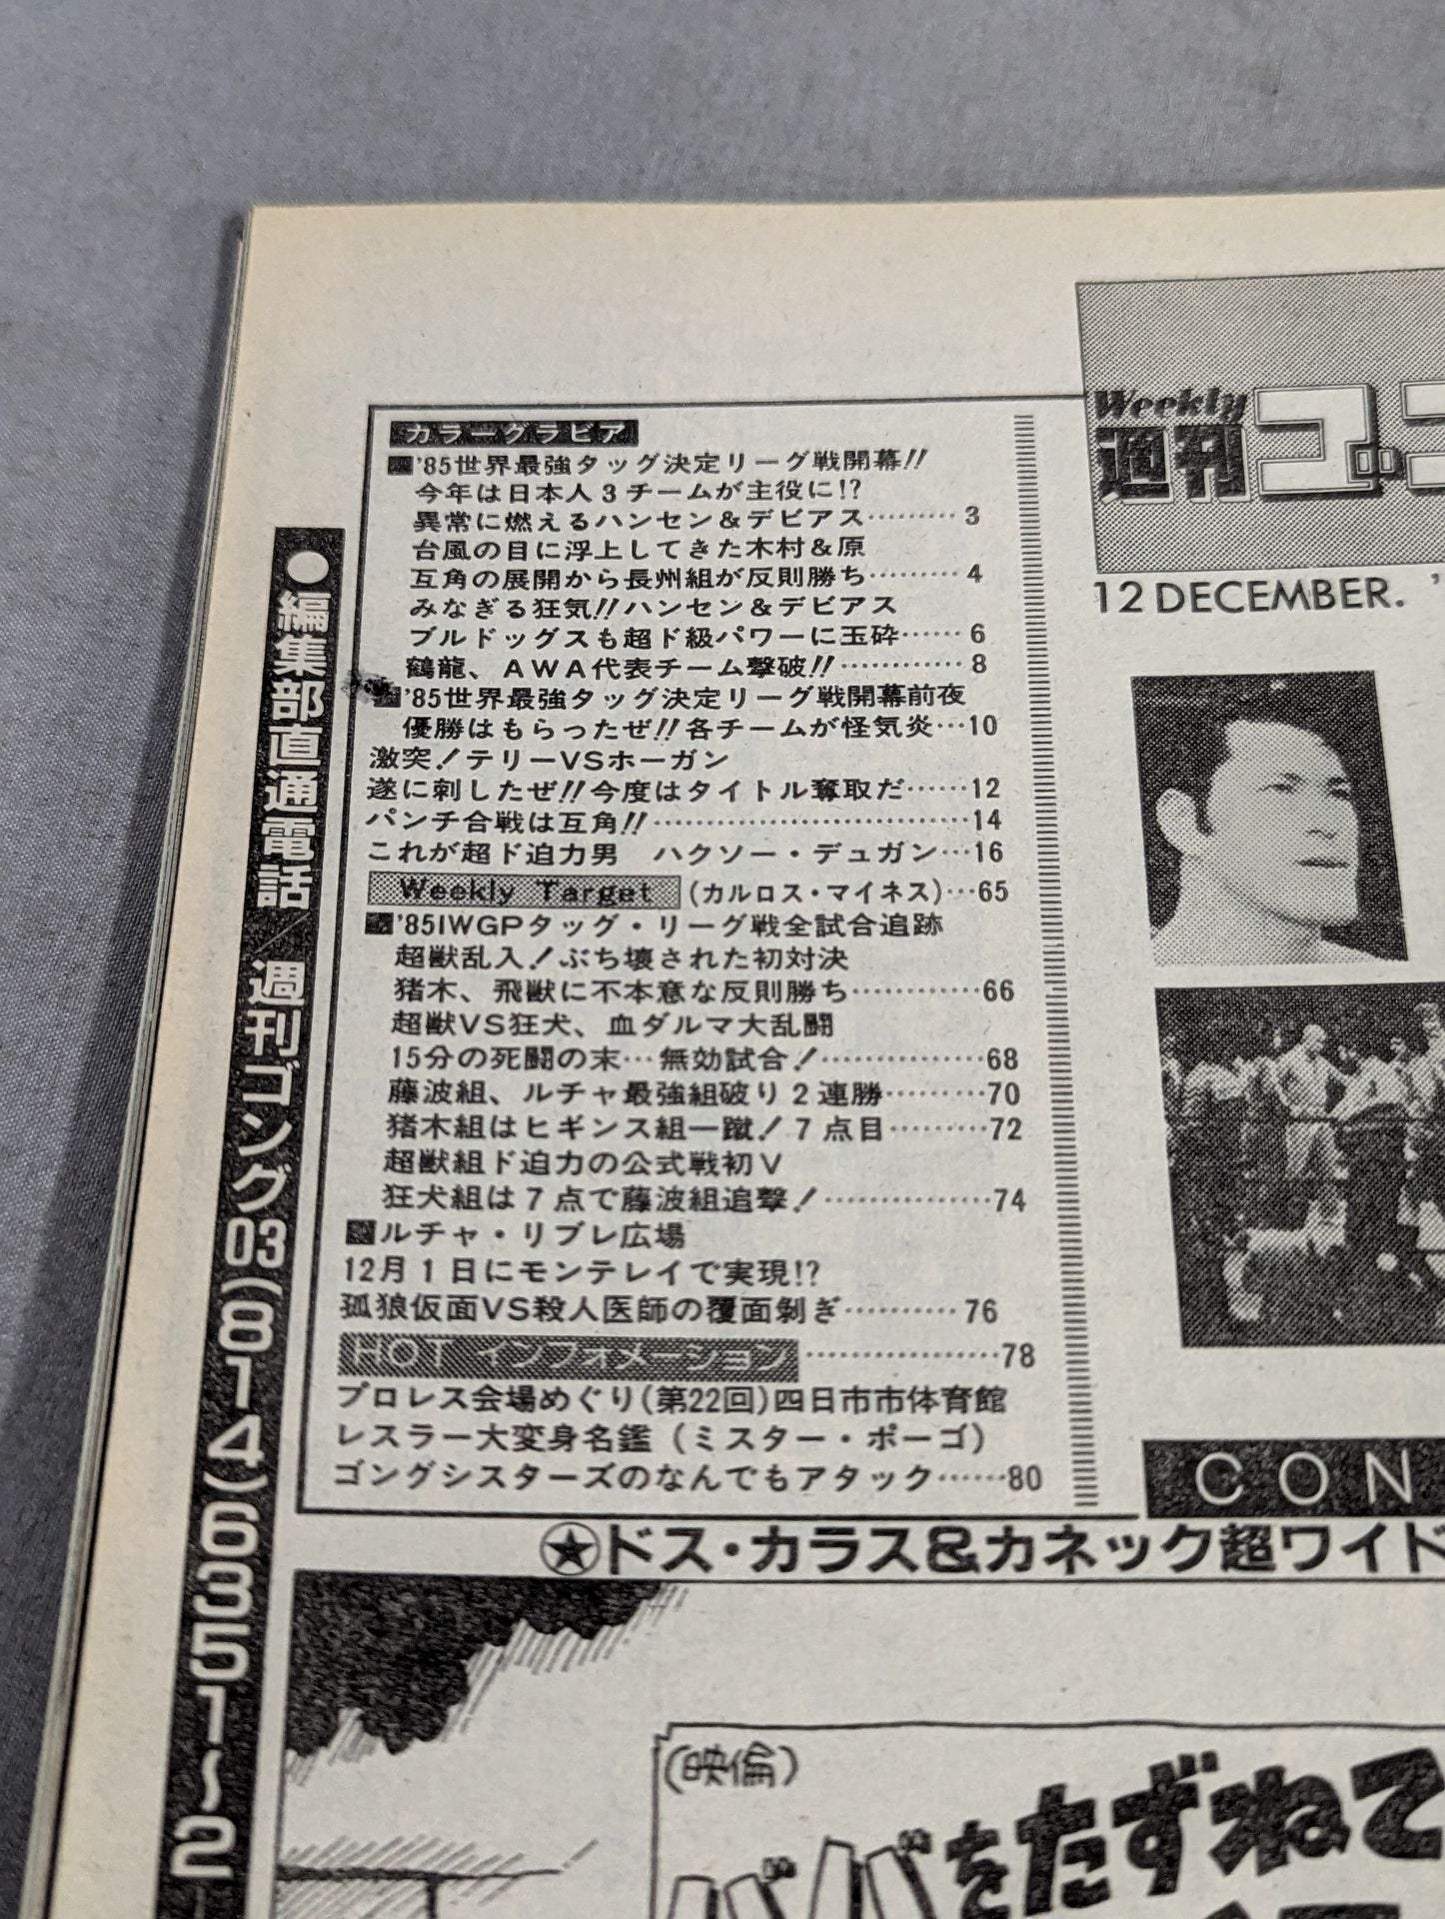 ●編集部直通電話／週刊ゴング03(814)6351〜2
カラーグラビア
'85世界最強タッグ決定リーグ戦開幕!!
今年は日本人3チームが主役に!?
異常に燃えるハンセン&デビアス………3
台風の目に浮上してきた木村&原
互角の展開から長州組が反則勝ち………4
みなぎる狂気!!ハンセン&デビアス
ブルドッグスも超ド級パワーに玉砕……6
鶴龍、AWA代表チーム撃破!!…………8
'85世界最強タッグ決定リーグ戦開幕前夜
優勝はもらったぜ!!各チームが怪気炎…10
激突!テリーVSホーガン
遂に刺したぜ!!今度はタイトル奪取だ……12
パンチ合戦は互角!!…………………………14
これが超ド迫力男　ハクソー・デュガン…16
Weekly Target (カルロス・マイネス)…65
'85IWGPタッグ・リーグ戦全試合追跡
超獣乱入!ぶち壊された初対決
猪木、飛獣に不本意な反則勝ち…………66
超獣VS狂犬、血ダルマ大乱闘
15分の死闘の末…無効試合!……………68
藤波組、ルチャ最強組破り2連勝………70
猪木組はヒギンス組一蹴!7点目………72
超獣組ド迫力の公式戦初V
狂犬組は7点で藤波組追撃!……………74
ルチャ・リブレ広場
12月1日にモンテレイで実現!?
孤狼仮面VS殺人医師の覆面剝ぎ………76
HOT インフォメーション………………78
プロレス会場めぐり(第22回)四日市市体育館
レスラー大変身名鑑(ミスター・ポーゴ)
ゴングシスターズのなんでもアタック……80
Weekly
週刊ゴ
12 DECEMBER. '
CON
★ドス・カラス&カネック超ワイド
(映倫)
ババをたずねて